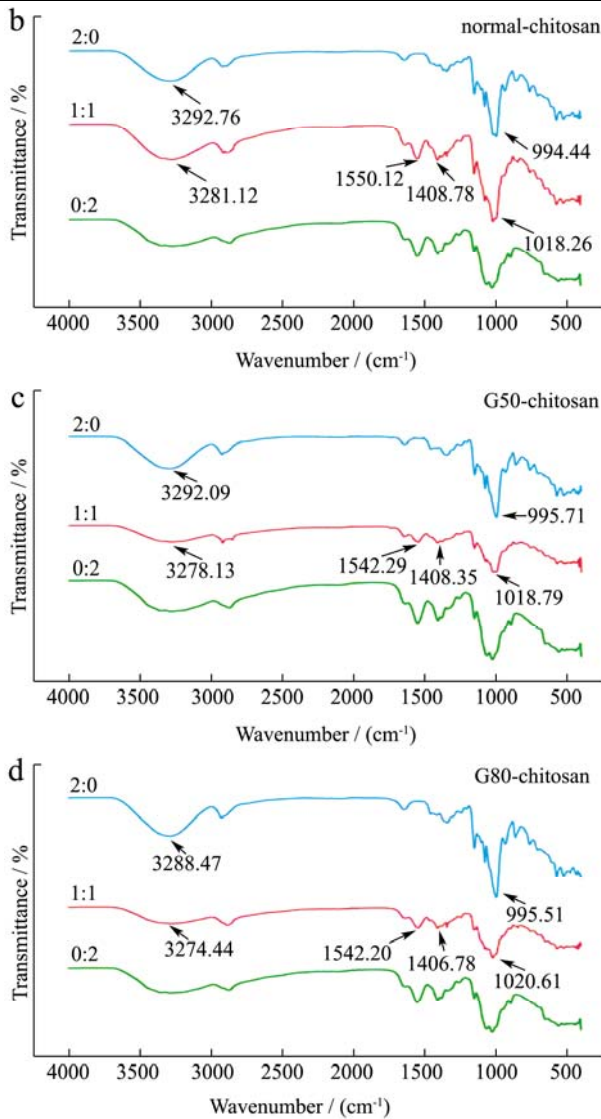 b
normal-chitosan
2:0
3292.76
994.44
1:1
3281.12
1550.12
1408.78
1018.26
0:2
Transmittance / %
4000 3500 3000 2500 2000 1500 1000 500
Wavenumber / (cm⁻¹)
c
G50-chitosan
2:0
3292.09
995.71
1:1
3278.13
1542.29
1408.35
1018.79
0:2
Transmittance / %
4000 3500 3000 2500 2000 1500 1000 500
Wavenumber / (cm⁻¹)
d
G80-chitosan
2:0
3288.47
995.51
1:1
3274.44
1542.20
1406.78
1020.61
0:2
Transmittance / %
4000 3500 3000 2500 2000 1500 1000 500
Wavenumber / (cm⁻¹)